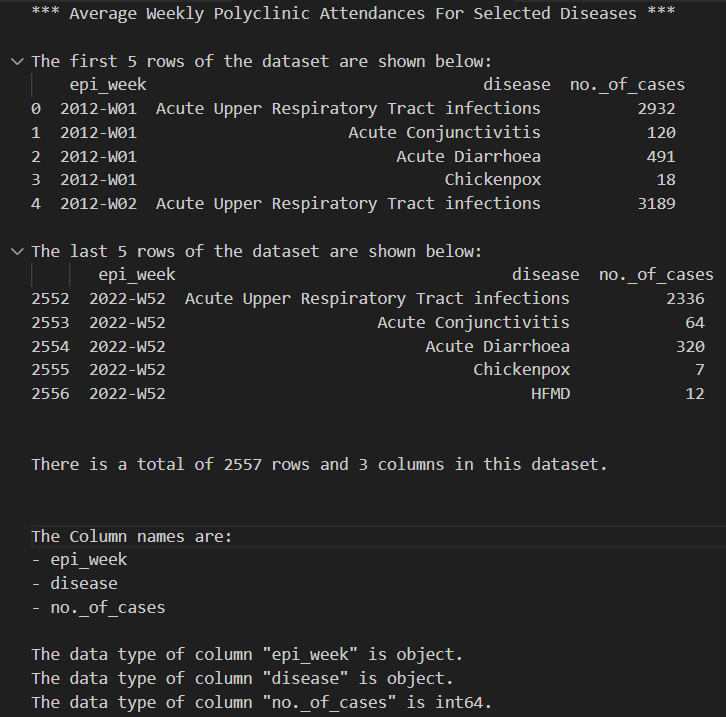 *** Average Weekly Polyclinic Attendances For Selected Diseases ***
The first 5 rows of the dataset are shown below:
epi_week disease no._of_cases
0 2012-W01 Acute Upper Respiratory Tract infections 2932
1 2012-W01 Acute Conjunctivitis 120
2 2012-W01 Acute Diarrhoea 491
3 2012-W01 Chickenpox 18
4 2012-W02 Acute Upper Respiratory Tract infections 3189
The last 5 rows of the dataset are shown below:
epi_week disease no._of_cases
2552 2022-W52 Acute Upper Respiratory Tract infections 2336
2553 2022-W52 Acute Conjunctivitis 64
2554 2022-W52 Acute Diarrhoea 320
2555 2022-W52 Chickenpox 7
2556 2022-W52 HFMD 12
There is a total of 2557 rows and 3 columns in this dataset.
The Column names are:
- epi_week
- disease
- no._of_cases
The data type of column "epi_week" is object.
The data type of column "disease" is object.
The data type of column "no._of_cases" is int64.